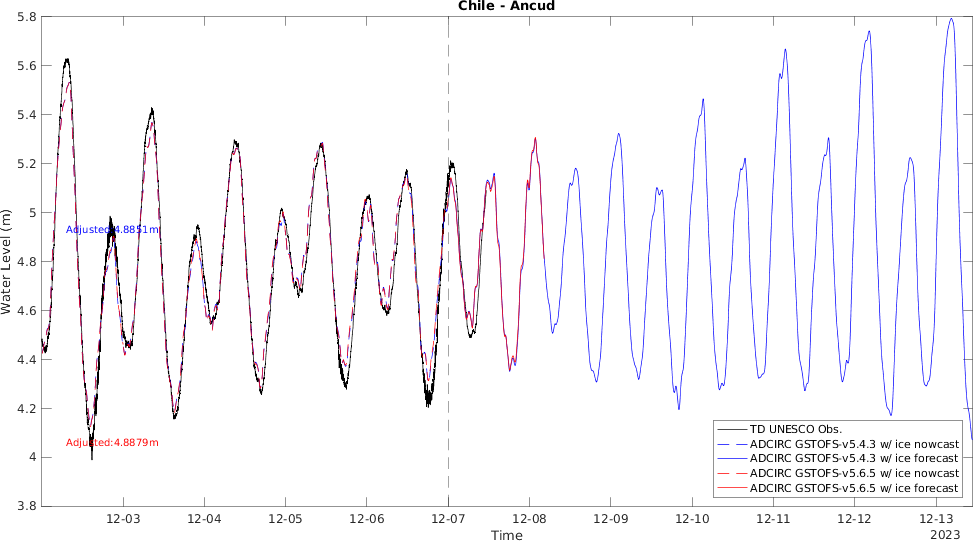 Chile - Ancud
5.8
5.6
5.4
5.2
5
4.8
4.6
4.4
4.2
4
3.8
Water Level (m)
Adjusted:4.8851m
Adjusted:4.8879m
TD UNESCO Obs.
ADCIRC GSTOFS-v5.4.3 w/ ice nowcast
ADCIRC GSTOFS-v5.4.3 w/ ice forecast
ADCIRC GSTOFS-v5.6.5 w/ ice nowcast
ADCIRC GSTOFS-v5.6.5 w/ ice forecast
12-03 12-04 12-05 12-06 12-07 12-08 12-09 12-10 12-11 12-12 12-13
2023
Time